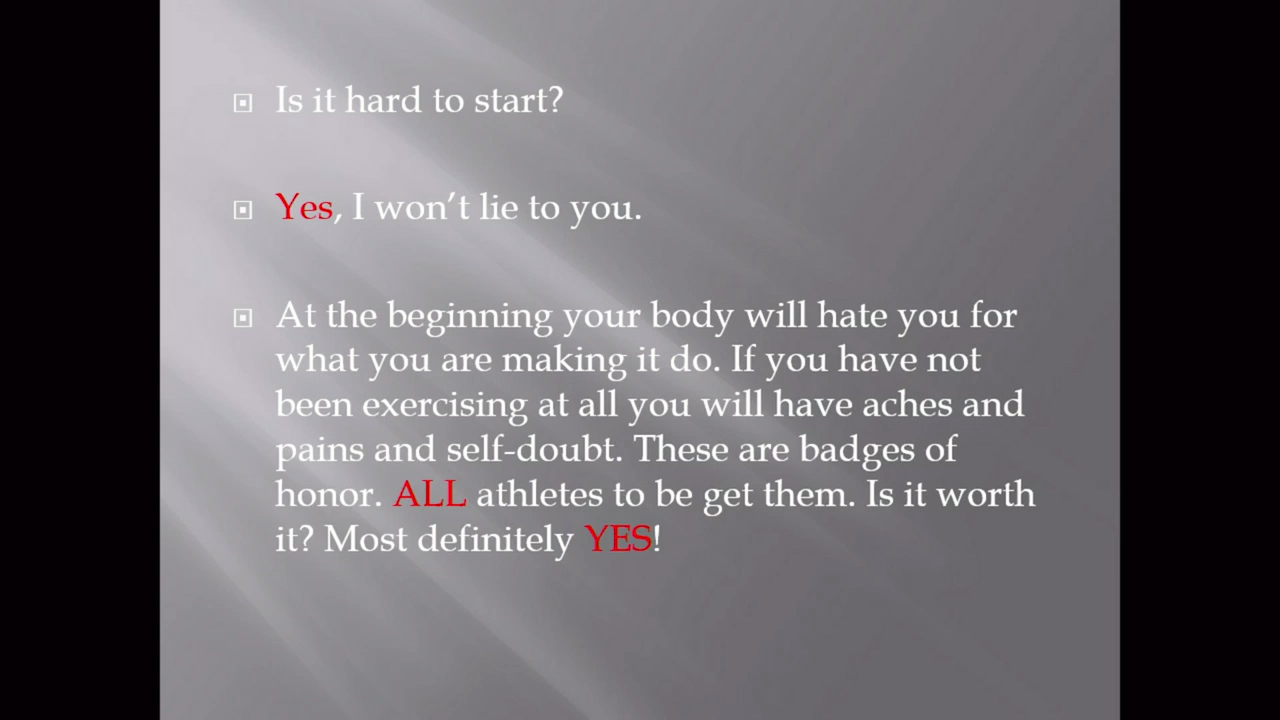 Is it hard to start?
Yes, I won’t lie to you.
At the beginning your body will hate you for
what you are making it do. If you have not
been exercising at all you will have aches and
pains and self-doubt. These are badges of
honor. ALL athletes to be get them. Is it worth
it? Most definitely YES!